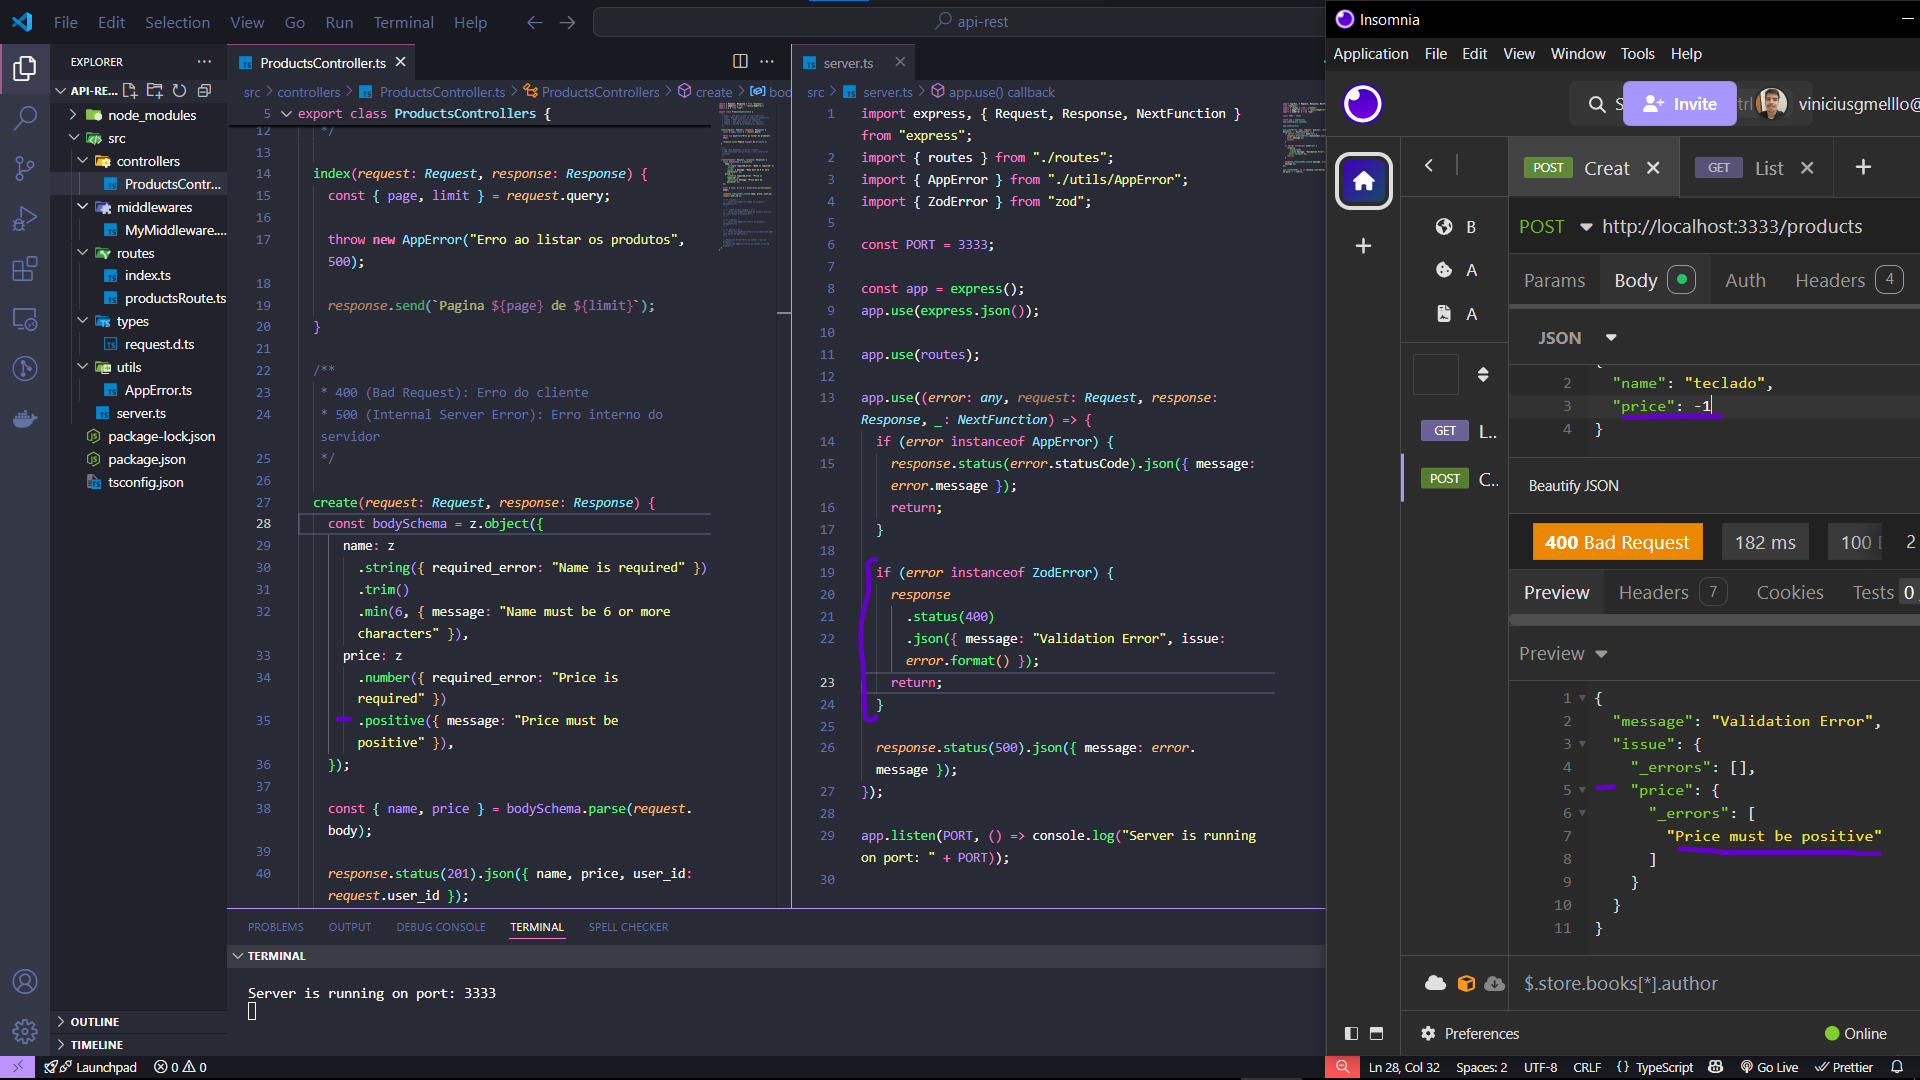 File Edit Selection View Go Run Terminal Help
api-rest
EXPLORER
API-RE...
node_modules
src
controllers
ProductsContr...
middlewares
MyMiddleware....
routes
index.ts
productsRoute.ts
types
request.d.ts
utils
AppError.ts
server.ts
package-lock.json
package.json
tsconfig.json
OUTLINE
TIMELINE
ProductsController.ts
src > controllers > ProductsController.ts > ProductsControllers > create > bod
5 export class ProductsControllers {
12 */
13
14 index(request: Request, response: Response) {
15 const { page, limit } = request.query;
16
17 throw new AppError("Erro ao listar os produtos",
500);
18
19 response.send(`Pagina ${page} de ${limit}`);
20 }
21
22 /**
23 * 400 (Bad Request): Erro do cliente
24 * 500 (Internal Server Error): Erro interno do
servidor
25 */
26
27 create(request: Request, response: Response) {
28 const bodySchema = z.object({
29 name: z
30 .string({ required_error: "Name is required" })
31 .trim()
32 .min(6, { message: "Name must be 6 or more
characters" }),
33 price: z
34 .number({ required_error: "Price is
required" })
35 .positive({ message: "Price must be
positive" }),
36 });
37
38 const { name, price } = bodySchema.parse(request.
body);
39
40 response.status(201).json({ name, price, user_id:
request.user_id });
server.ts
src > server.ts > app.use() callback
1 import express, { Request, Response, NextFunction }
from "express";
2 import { routes } from "./routes";
3 import { AppError } from "./utils/AppError";
4 import { ZodError } from "zod";
5
6 const PORT = 3333;
7
8 const app = express();
9 app.use(express.json());
10
11 app.use(routes);
12
13 app.use((error: any, request: Request, response:
Response, _: NextFunction) => {
14 if (error instanceof AppError) {
15 response.status(error.statusCode).json({ message:
error.message });
16 return;
17 }
18
19 if (error instanceof ZodError) {
20 response
21 .status(400)
22 .json({ message: "Validation Error", issue:
error.format() });
23 return;
24 }
25
26 response.status(500).json({ message: error.
message });
27 });
28
29 app.listen(PORT, () => console.log("Server is running
on port: " + PORT));
30
PROBLEMS OUTPUT DEBUG CONSOLE TERMINAL SPELL CHECKER
TERMINAL
Server is running on port: 3333
Launchpad 0 0
Insomnia
Application File Edit View Window Tools Help
S Invite trl viniciusgmelllo@
POST Creat GET List
POST http://localhost:3333/products
B
A
A
GET L..
POST C..
Params Body Auth Headers 4
JSON
{
2 "name": "teclado",
3 "price": -1
4 }
Beautify JSON
400 Bad Request 182 ms 100 2
Preview Headers 7 Cookies Tests 0
Preview
1 {
2 "message": "Validation Error",
3 "issue": {
4 "_errors": [],
5 "price": {
6 "_errors": [
7 "Price must be positive"
8 ]
9 }
10 }
11 }
$.store.books[*].author
Preferences Online
Ln 28, Col 32 Spaces: 2 UTF-8 CRLF {} TypeScript Go Live Prettier